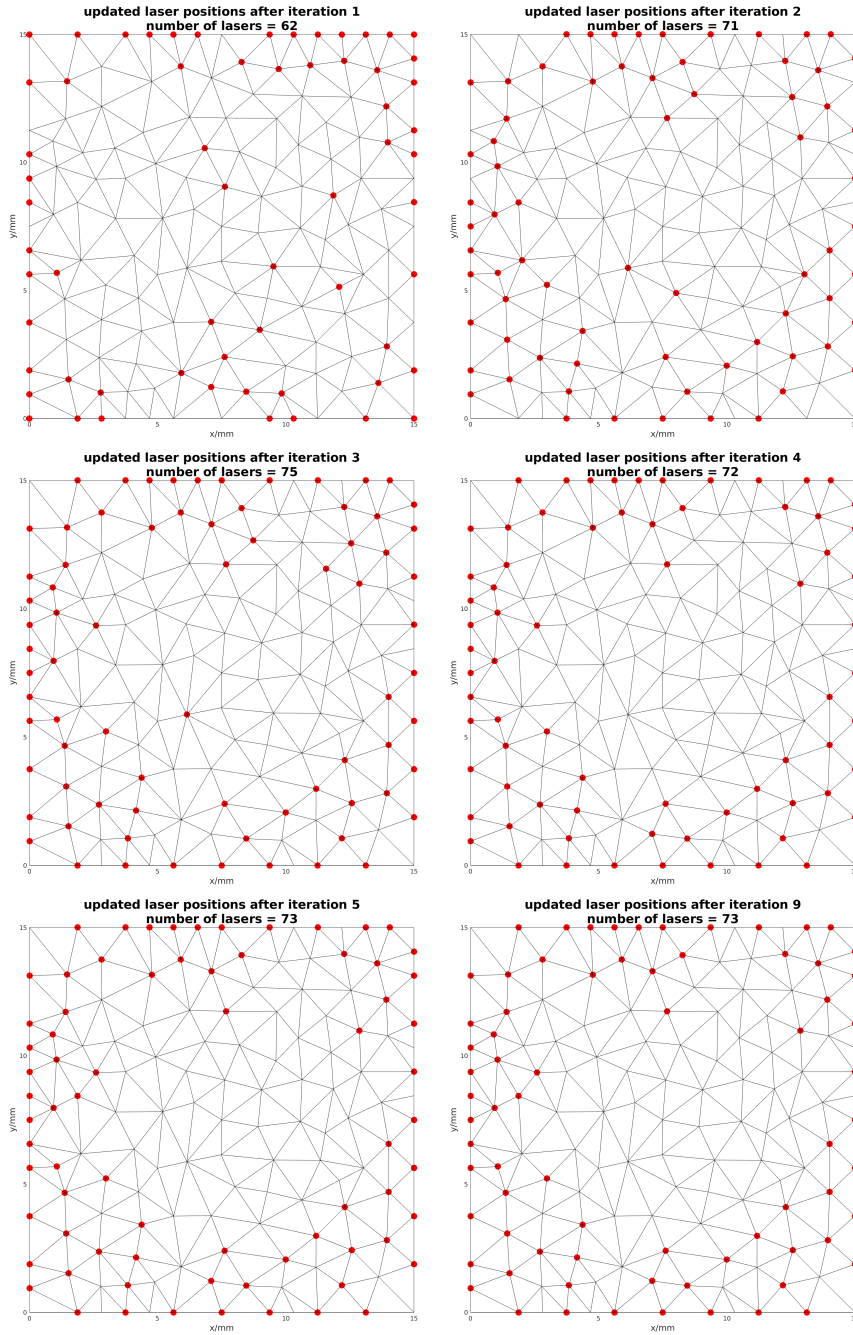 updated laser positions after iteration 1
number of lasers = 62
15
10
5
0
y/mm
0
5
10
15
x/mm
updated laser positions after iteration 2
number of lasers = 71
15
10
5
0
y/mm
0
5
10
15
x/mm
updated laser positions after iteration 3
number of lasers = 75
15
10
5
0
y/mm
0
5
10
15
x/mm
updated laser positions after iteration 4
number of lasers = 72
15
10
5
0
y/mm
0
5
10
15
x/mm
updated laser positions after iteration 5
number of lasers = 73
15
10
5
0
y/mm
0
5
10
15
x/mm
updated laser positions after iteration 9
number of lasers = 73
15
10
5
0
y/mm
0
5
10
15
x/mm